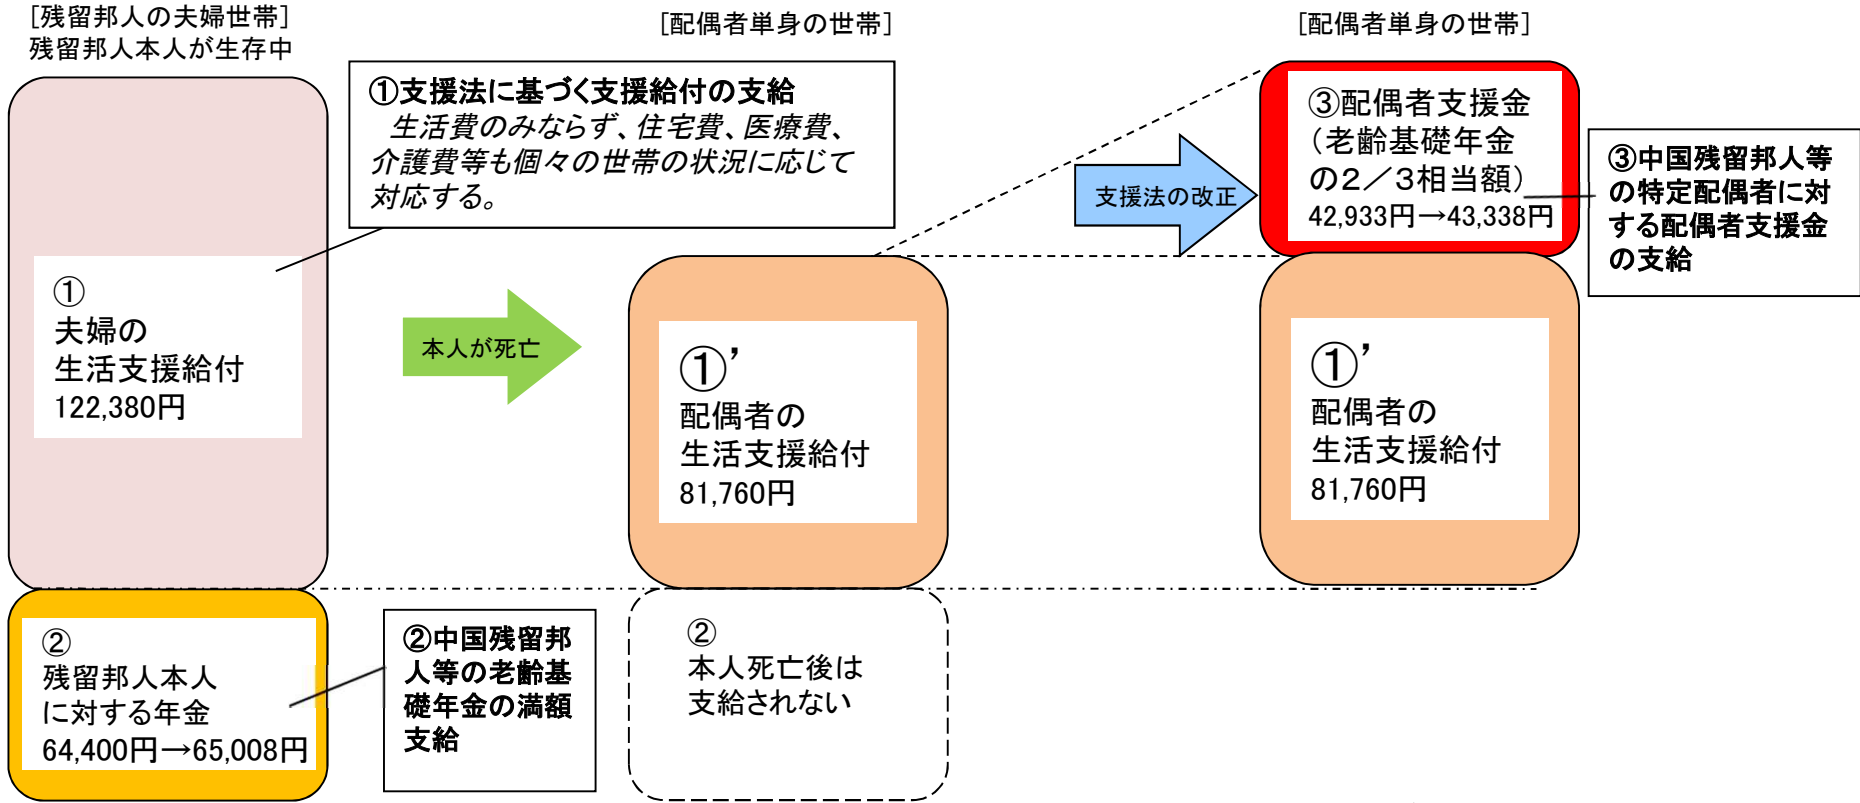 [残留邦人の夫婦世帯]
残留邦人本人が生存中
[配偶者単身の世帯]
[配偶者単身の世帯]
①支援法に基づく支援給付の支給
生活費のみならず、住宅費、医療費、
介護費等も個々の世帯の状況に応じて
対応する。
①
夫婦の
生活支援給付
122,380円
本人が死亡
①’
配偶者の
生活支援給付
81,760円
支援法の改正
③配偶者支援金
（老齢基礎年金
の２／３相当額）
42,933円→43,338円
③中国残留邦人等
の特定配偶者に対
する配偶者支援金
の支給
①’
配偶者の
生活支援給付
81,760円
②
残留邦人本人
に対する年金
64,400円→65,008円
②中国残留邦
人等の老齢基
礎年金の満額
支給
②
本人死亡後は
支給されない